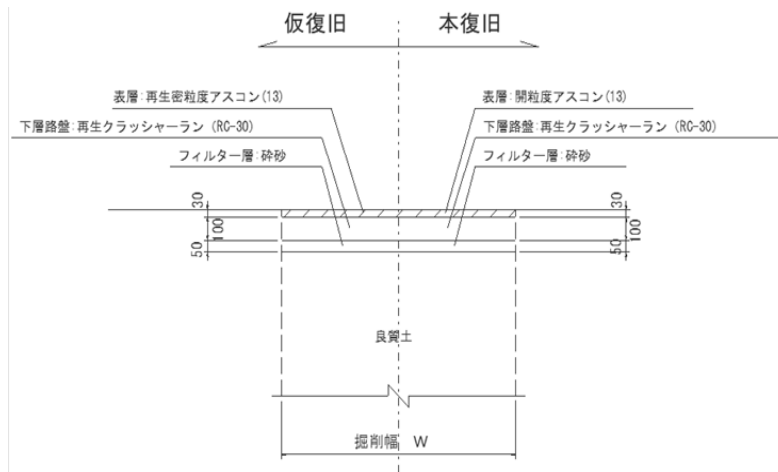 仮復旧 本復旧
表層:再生密粒度アスコン(13) 表層:開粒度アスコン(13)
下層路盤:再生クラッシャーラン (RC-30) 下層路盤:再生クラッシャーラン (RC-30)
フィルター層:砕砂 フィルター層:砕砂
30 30
100 100
50 50
良質土
掘削幅 W